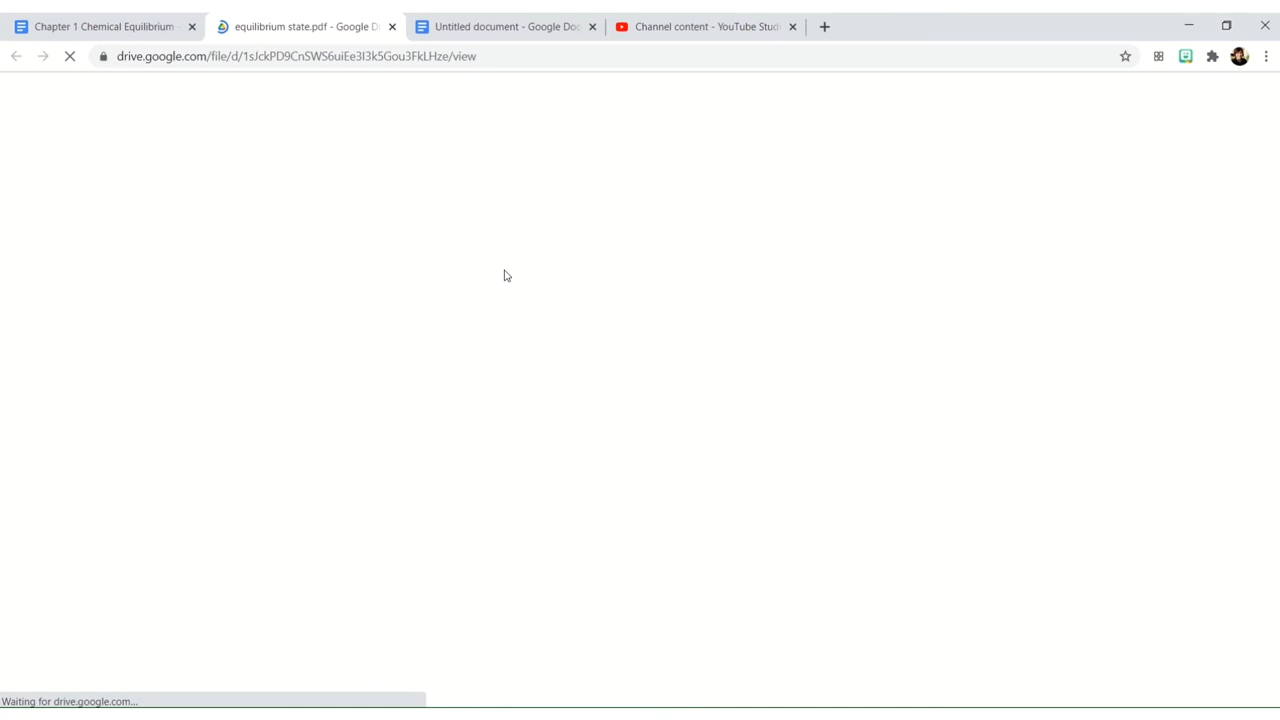 Chapter 1 Chemical Equilibrium -
equilibrium state.pdf - Google D
Untitled document - Google Doc
Channel content - YouTube Studi
drive.google.com/file/d/1sJckPD9CnSWS6uiEe3I3k5Gou3FkLHze/view
Waiting for drive.google.com...